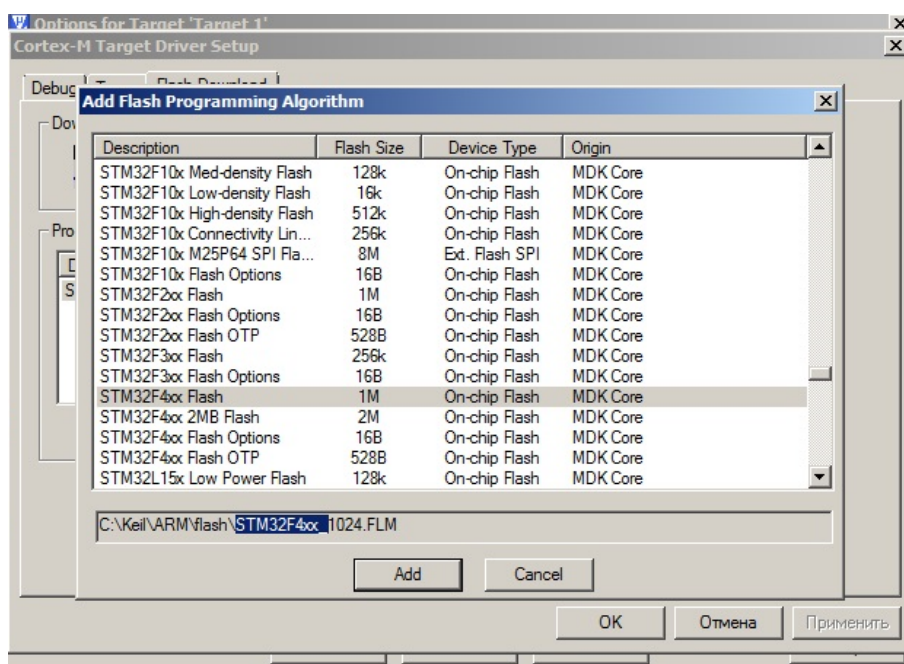 Options for Target 'Target 1'
Cortex-M Target Driver Setup
Debug
Flash Download
Add Flash Programming Algorithm
Description Flash Size Device Type Origin
STM32F10x Med-density Flash 128k On-chip Flash MDK Core
STM32F10x Low-density Flash 16k On-chip Flash MDK Core
STM32F10x High-density Flash 512k On-chip Flash MDK Core
STM32F10x Connectivity Lin... 256k On-chip Flash MDK Core
STM32F10x M25P64 SPI Fla... 8M Ext. Flash SPI MDK Core
STM32F10x Flash Options 16B On-chip Flash MDK Core
STM32F2xx Flash 1M On-chip Flash MDK Core
STM32F2xx Flash Options 16B On-chip Flash MDK Core
STM32F2xx Flash OTP 528B On-chip Flash MDK Core
STM32F3xx Flash 256k On-chip Flash MDK Core
STM32F3xx Flash Options 16B On-chip Flash MDK Core
STM32F4xx Flash 1M On-chip Flash MDK Core
STM32F4xx 2MB Flash 2M On-chip Flash MDK Core
STM32F4xx Flash Options 16B On-chip Flash MDK Core
STM32F4xx Flash OTP 528B On-chip Flash MDK Core
STM32L15x Low Power Flash 128k On-chip Flash MDK Core
C:\Keil\ARM\flash\STM32F4xx_1024.FLM
Add Cancel
OK Отмена Применить